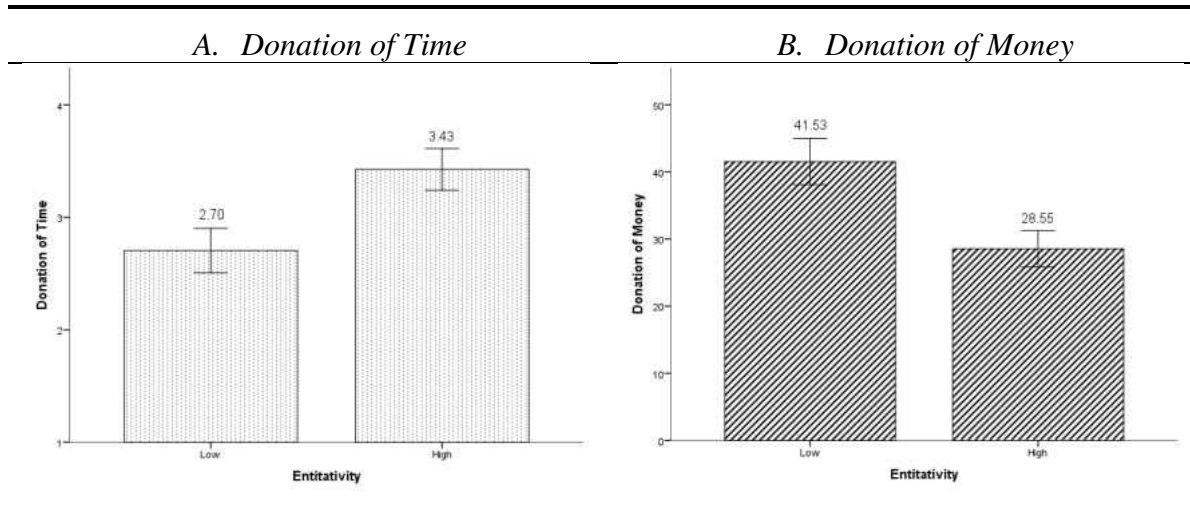 A. Donation of Time
4
3
2
1
Donation of Time
2.70
3.43
Low
High
Entitativity
B. Donation of Money
50
40
30
20
10
0
Donation of Money
41.53
28.55
Low
High
Entitativity